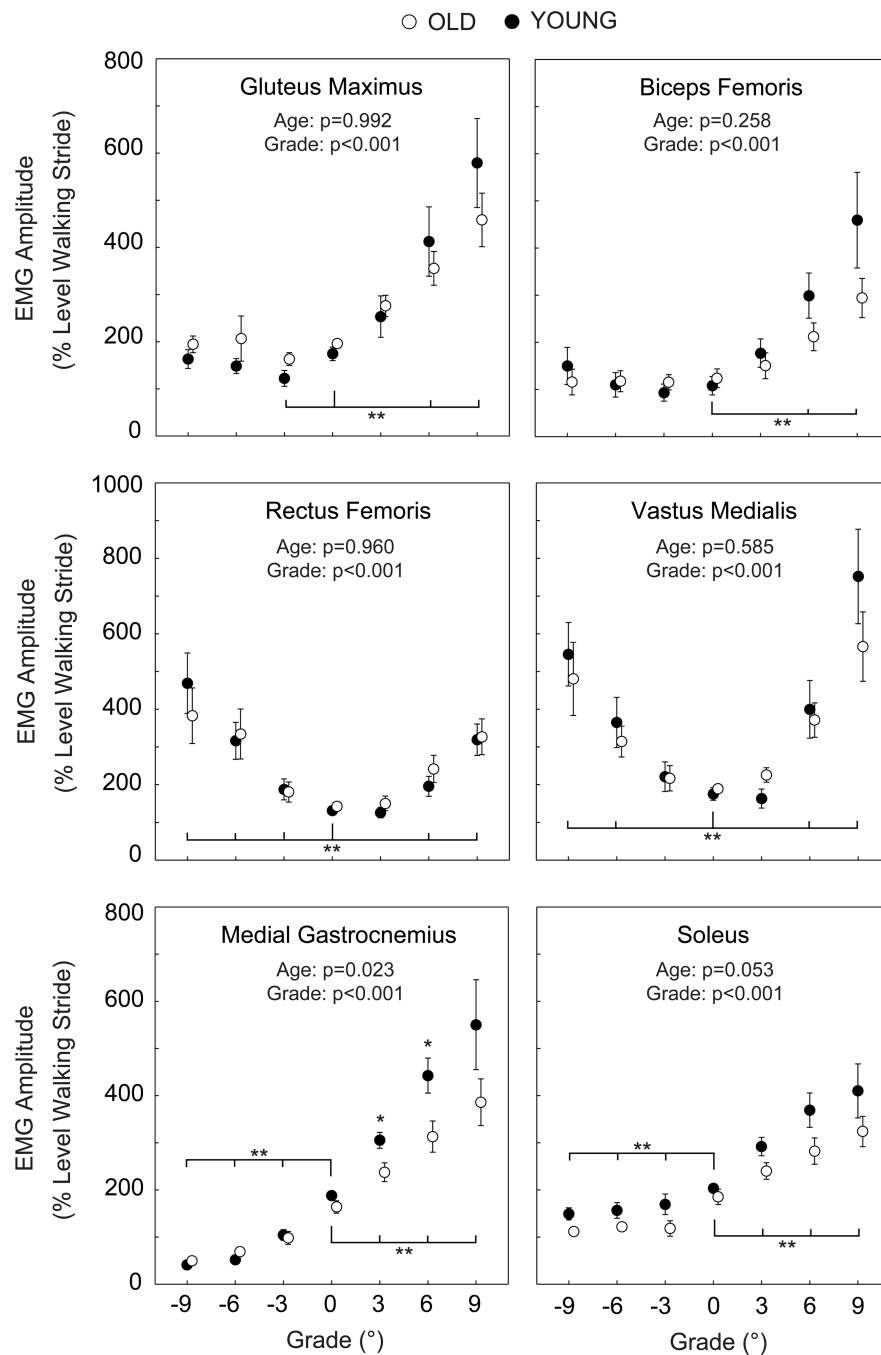 OLD YOUNG
EMG Amplitude
(% Level Walking Stride)
800
600
400
200
0
Gluteus Maximus
Age: p=0.992
Grade: p<0.001
**
Biceps Femoris
Age: p=0.258
Grade: p<0.001
**
EMG Amplitude
(% Level Walking Stride)
1000
800
600
400
200
0
Rectus Femoris
Age: p=0.960
Grade: p<0.001
**
Vastus Medialis
Age: p=0.585
Grade: p<0.001
**
EMG Amplitude
(% Level Walking Stride)
800
600
400
200
0
Medial Gastrocnemius
Age: p=0.023
Grade: p<0.001
*
*
**
**
Soleus
Age: p=0.053
Grade: p<0.001
**
**
-9 -6 -3 0 3 6 9
Grade (°)
-9 -6 -3 0 3 6 9
Grade (°)